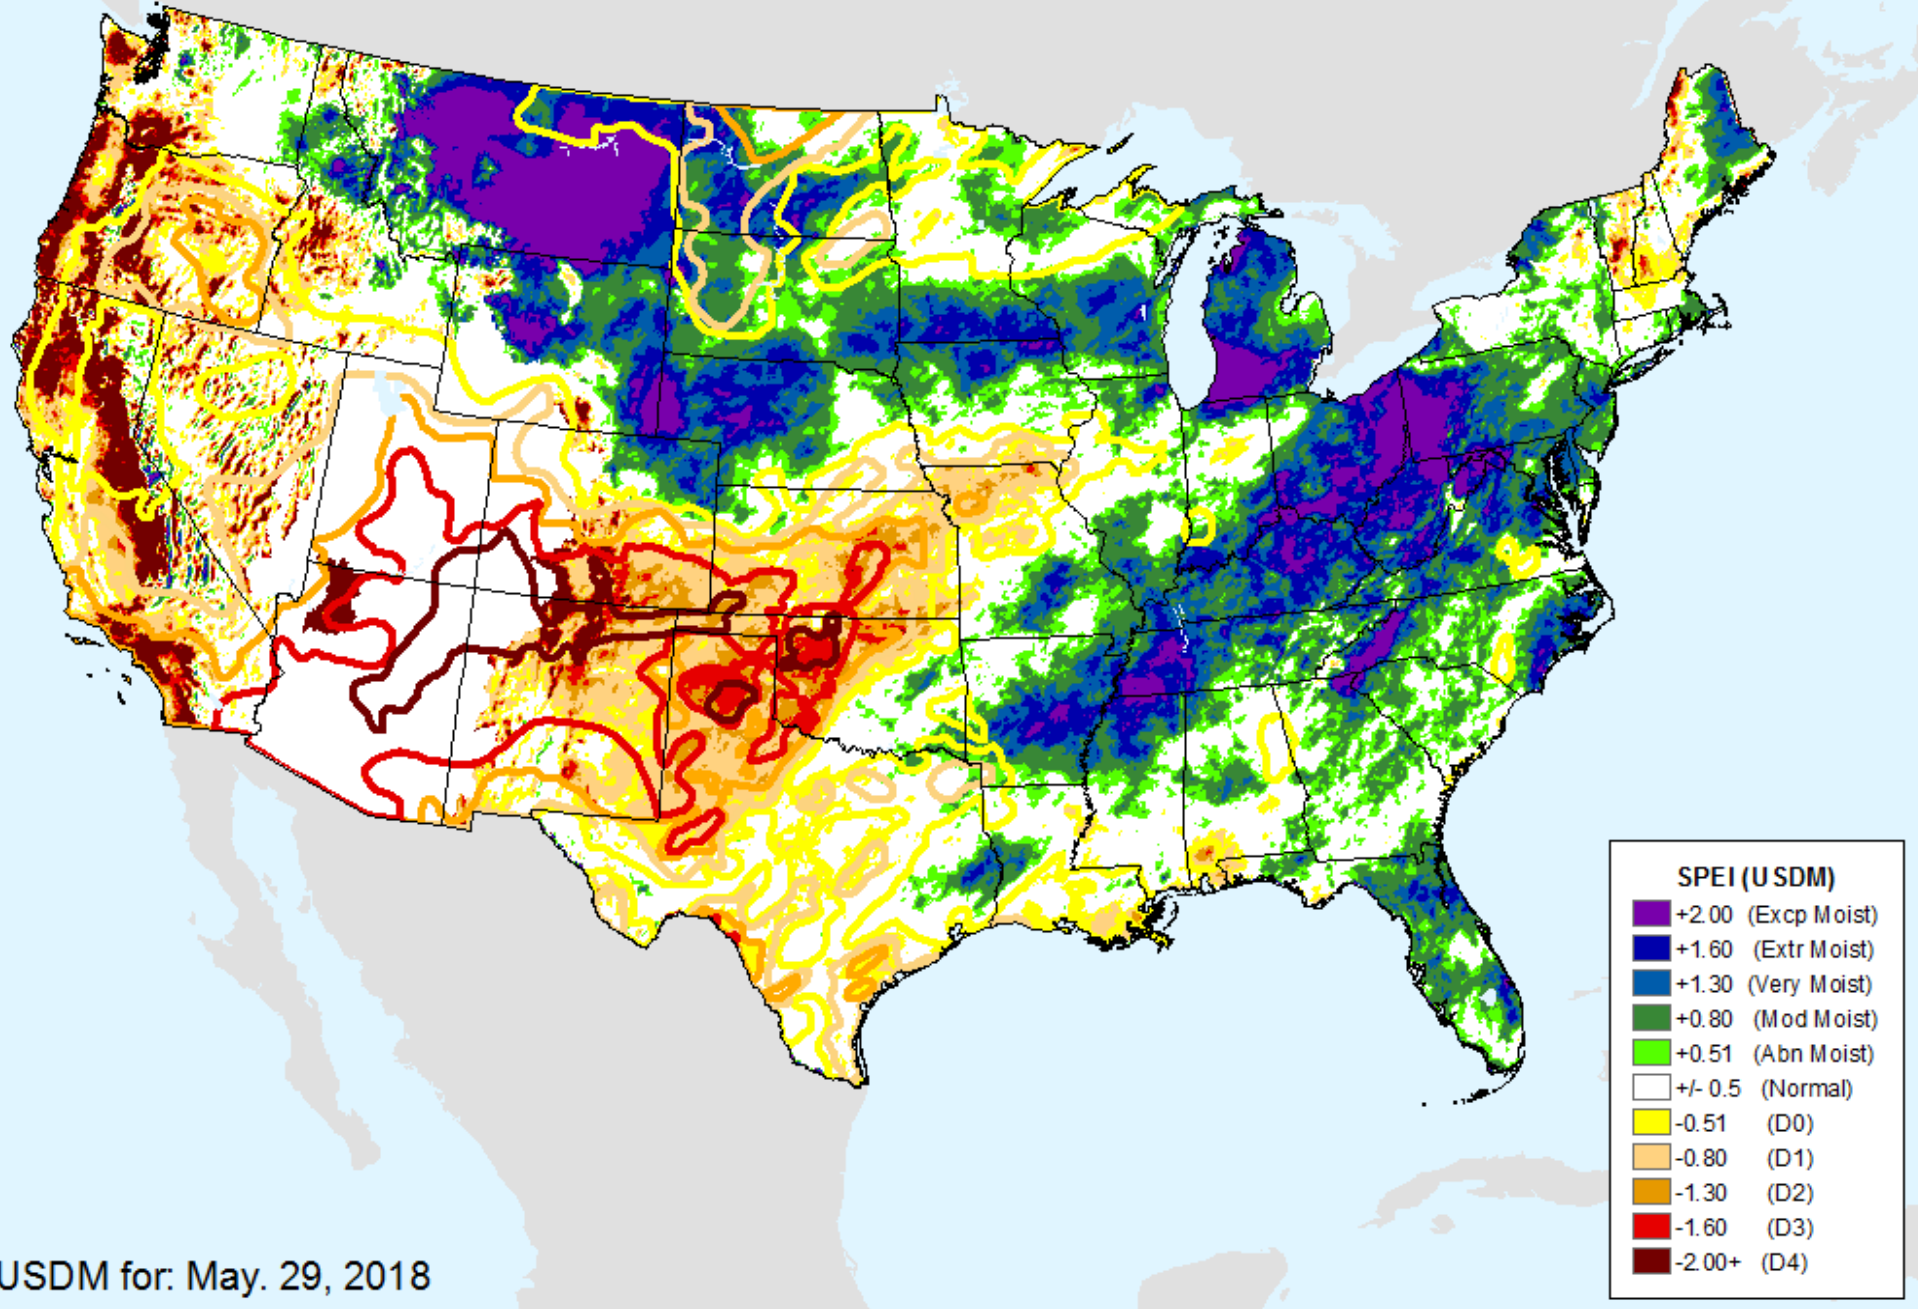 SPEI (USDM)
+2.00 (Excp Moist)
+1.60 (Extr Moist)
+1.30 (Very Moist)
+0.80 (Mod Moist)
+0.51 (Abn Moist)
+/- 0.5 (Normal)
-0.51 (D0)
-0.80 (D1)
-1.30 (D2)
-1.60 (D3)
-2.00+ (D4)
USDM for: May. 29, 2018